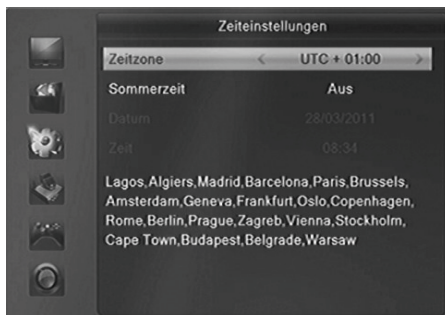 Zeiteinstellungen
Zeitzone < UTC + 01:00 >
Sommerzeit Aus
Datum 28/03/2011
Zeit 08:34
Lagos,Algiers,Madrid,Barcelona,Paris,Brussels,
Amsterdam,Geneva,Frankfurt,Oslo,Copenhagen,
Rome,Berlin,Prague,Zagreb,Vienna,Stockholm,
Cape Town,Budapest,Belgrade,Warsaw